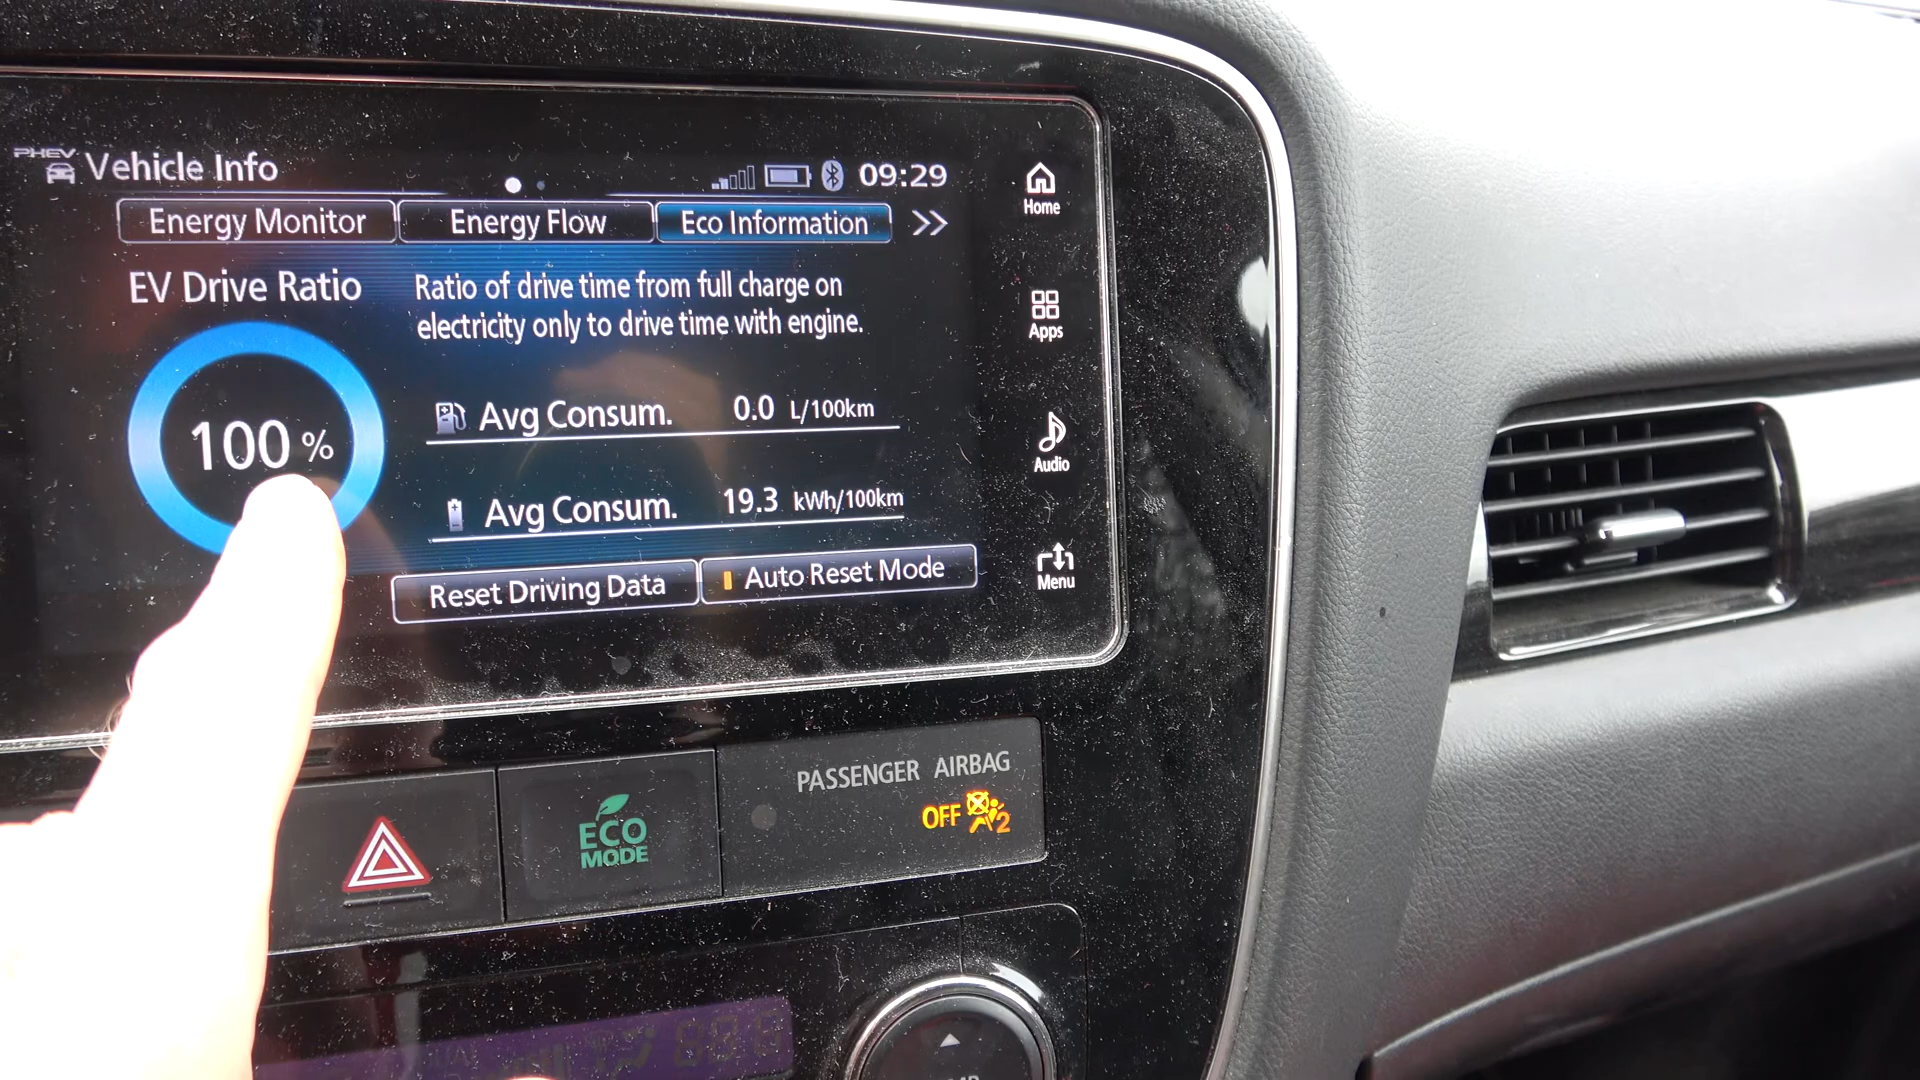 PHEV
Vehicle Info
09:29
Energy Monitor
Energy Flow
Eco Information
>>
EV Drive Ratio
Ratio of drive time from full charge on
electricity only to drive time with engine.
100 %
Avg Consum. 0.0 L/100km
Avg Consum. 19.3 kWh/100km
Reset Driving Data
Auto Reset Mode
Home
Apps
Audio
Menu
PASSENGER AIRBAG
OFF 2
ECO
MODE